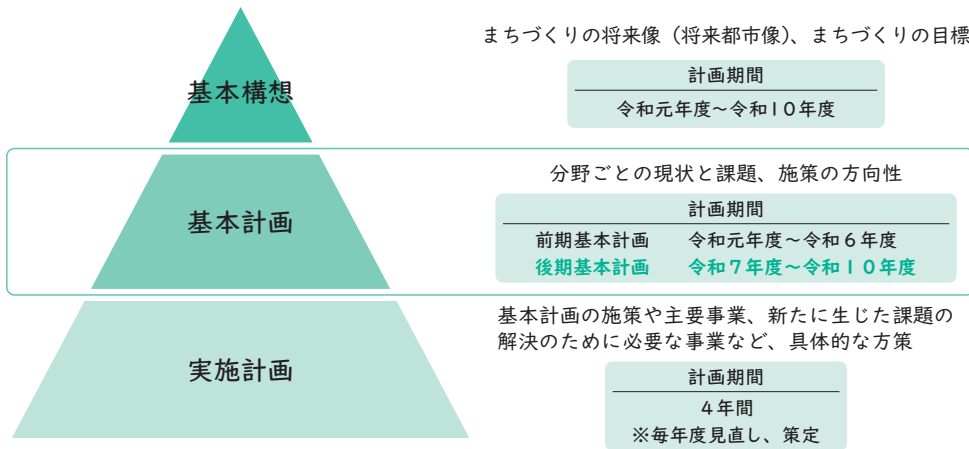 基本構想
まちづくりの将来像(将来都市像)、まちづくりの目標
計画期間
令和元年度~令和10年度
基本計画
分野ごとの現状と課題、施策の方向性
計画期間
前期基本計画 令和元年度~令和6年度
後期基本計画 令和7年度~令和10年度
実施計画
基本計画の施策や主要事業、新たに生じた課題の
解決のために必要な事業など、具体的な方策
計画期間
4年間
※毎年度見直し、策定